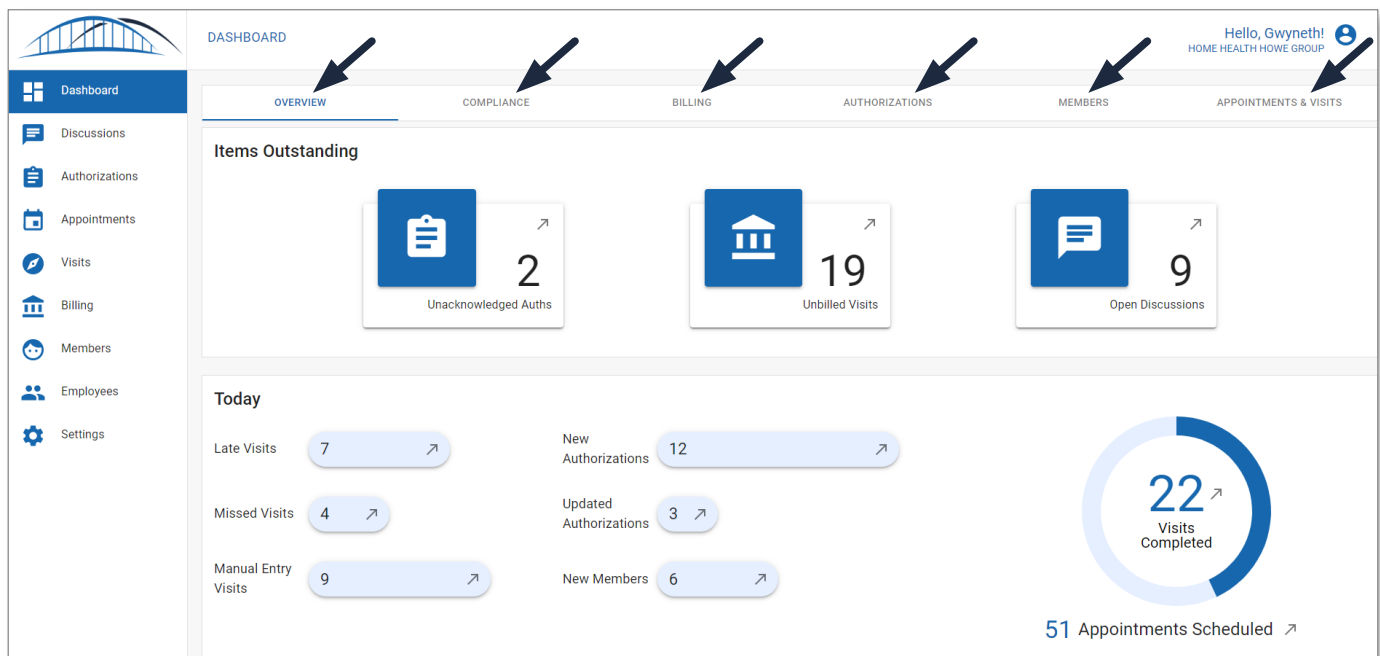 DASHBOARD
Hello, Gwyneth!
HOME HEALTH HOWE GROUP
Dashboard
Discussions
Authorizations
Appointments
Visits
Billing
Members
Employees
Settings
OVERVIEW
COMPLIANCE
BILLING
AUTHORIZATIONS
MEMBERS
APPOINTMENTS & VISITS
Items Outstanding
2
Unacknowledged Auths
19
Unbilled Visits
9
Open Discussions
Today
Late Visits
7
Missed Visits
4
Manual Entry
Visits
9
New
Authorizations
12
Updated
Authorizations
3
New Members
6
22
Visits
Completed
51 Appointments Scheduled